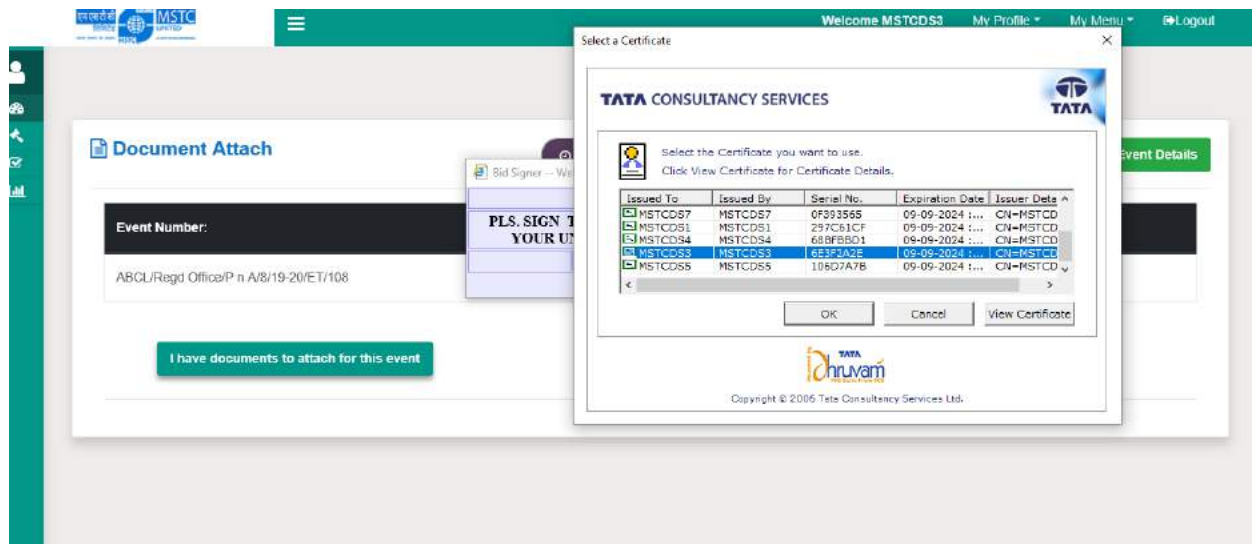 एम एस टी सी
MSTC
लिमिटेड
LIMITED
MSTC
Welcome MSTCDS3 My Profile My Menu Logout
Select a Certificate
TATA CONSULTANCY SERVICES
TATA
Document Attach
Event Details
Select the Certificate you want to use.
Click View Certificate for Certificate Details.
Bid Signer -- We
Issued To Issued By Serial No. Expiration Date Issuer Deta
MSTCDS7 MSTCDS7 0F393565 09-09-2024 :... CN=MSTCD
MSTCDS1 MSTCDS1 297C61CF 09-09-2024 :... CN=MSTCD
MSTCDS4 MSTCDS4 68BFBBD1 09-09-2024 :... CN=MSTCD
MSTCDS3 MSTCDS3 6E3F2A2E 09-09-2024 :... CN=MSTCD
MSTCDS5 MSTCDS5 106D7A7B 09-09-2024 :... CN=MSTCD
Event Number:
PLS. SIGN T
YOUR UN
ABCL/Regd Office/P n A/8/19-20/ET/108
OK Cancel View Certificate
I have documents to attach for this event
TATA
Dhruvam
Copyright © 2006 Tata Consultancy Services Ltd.